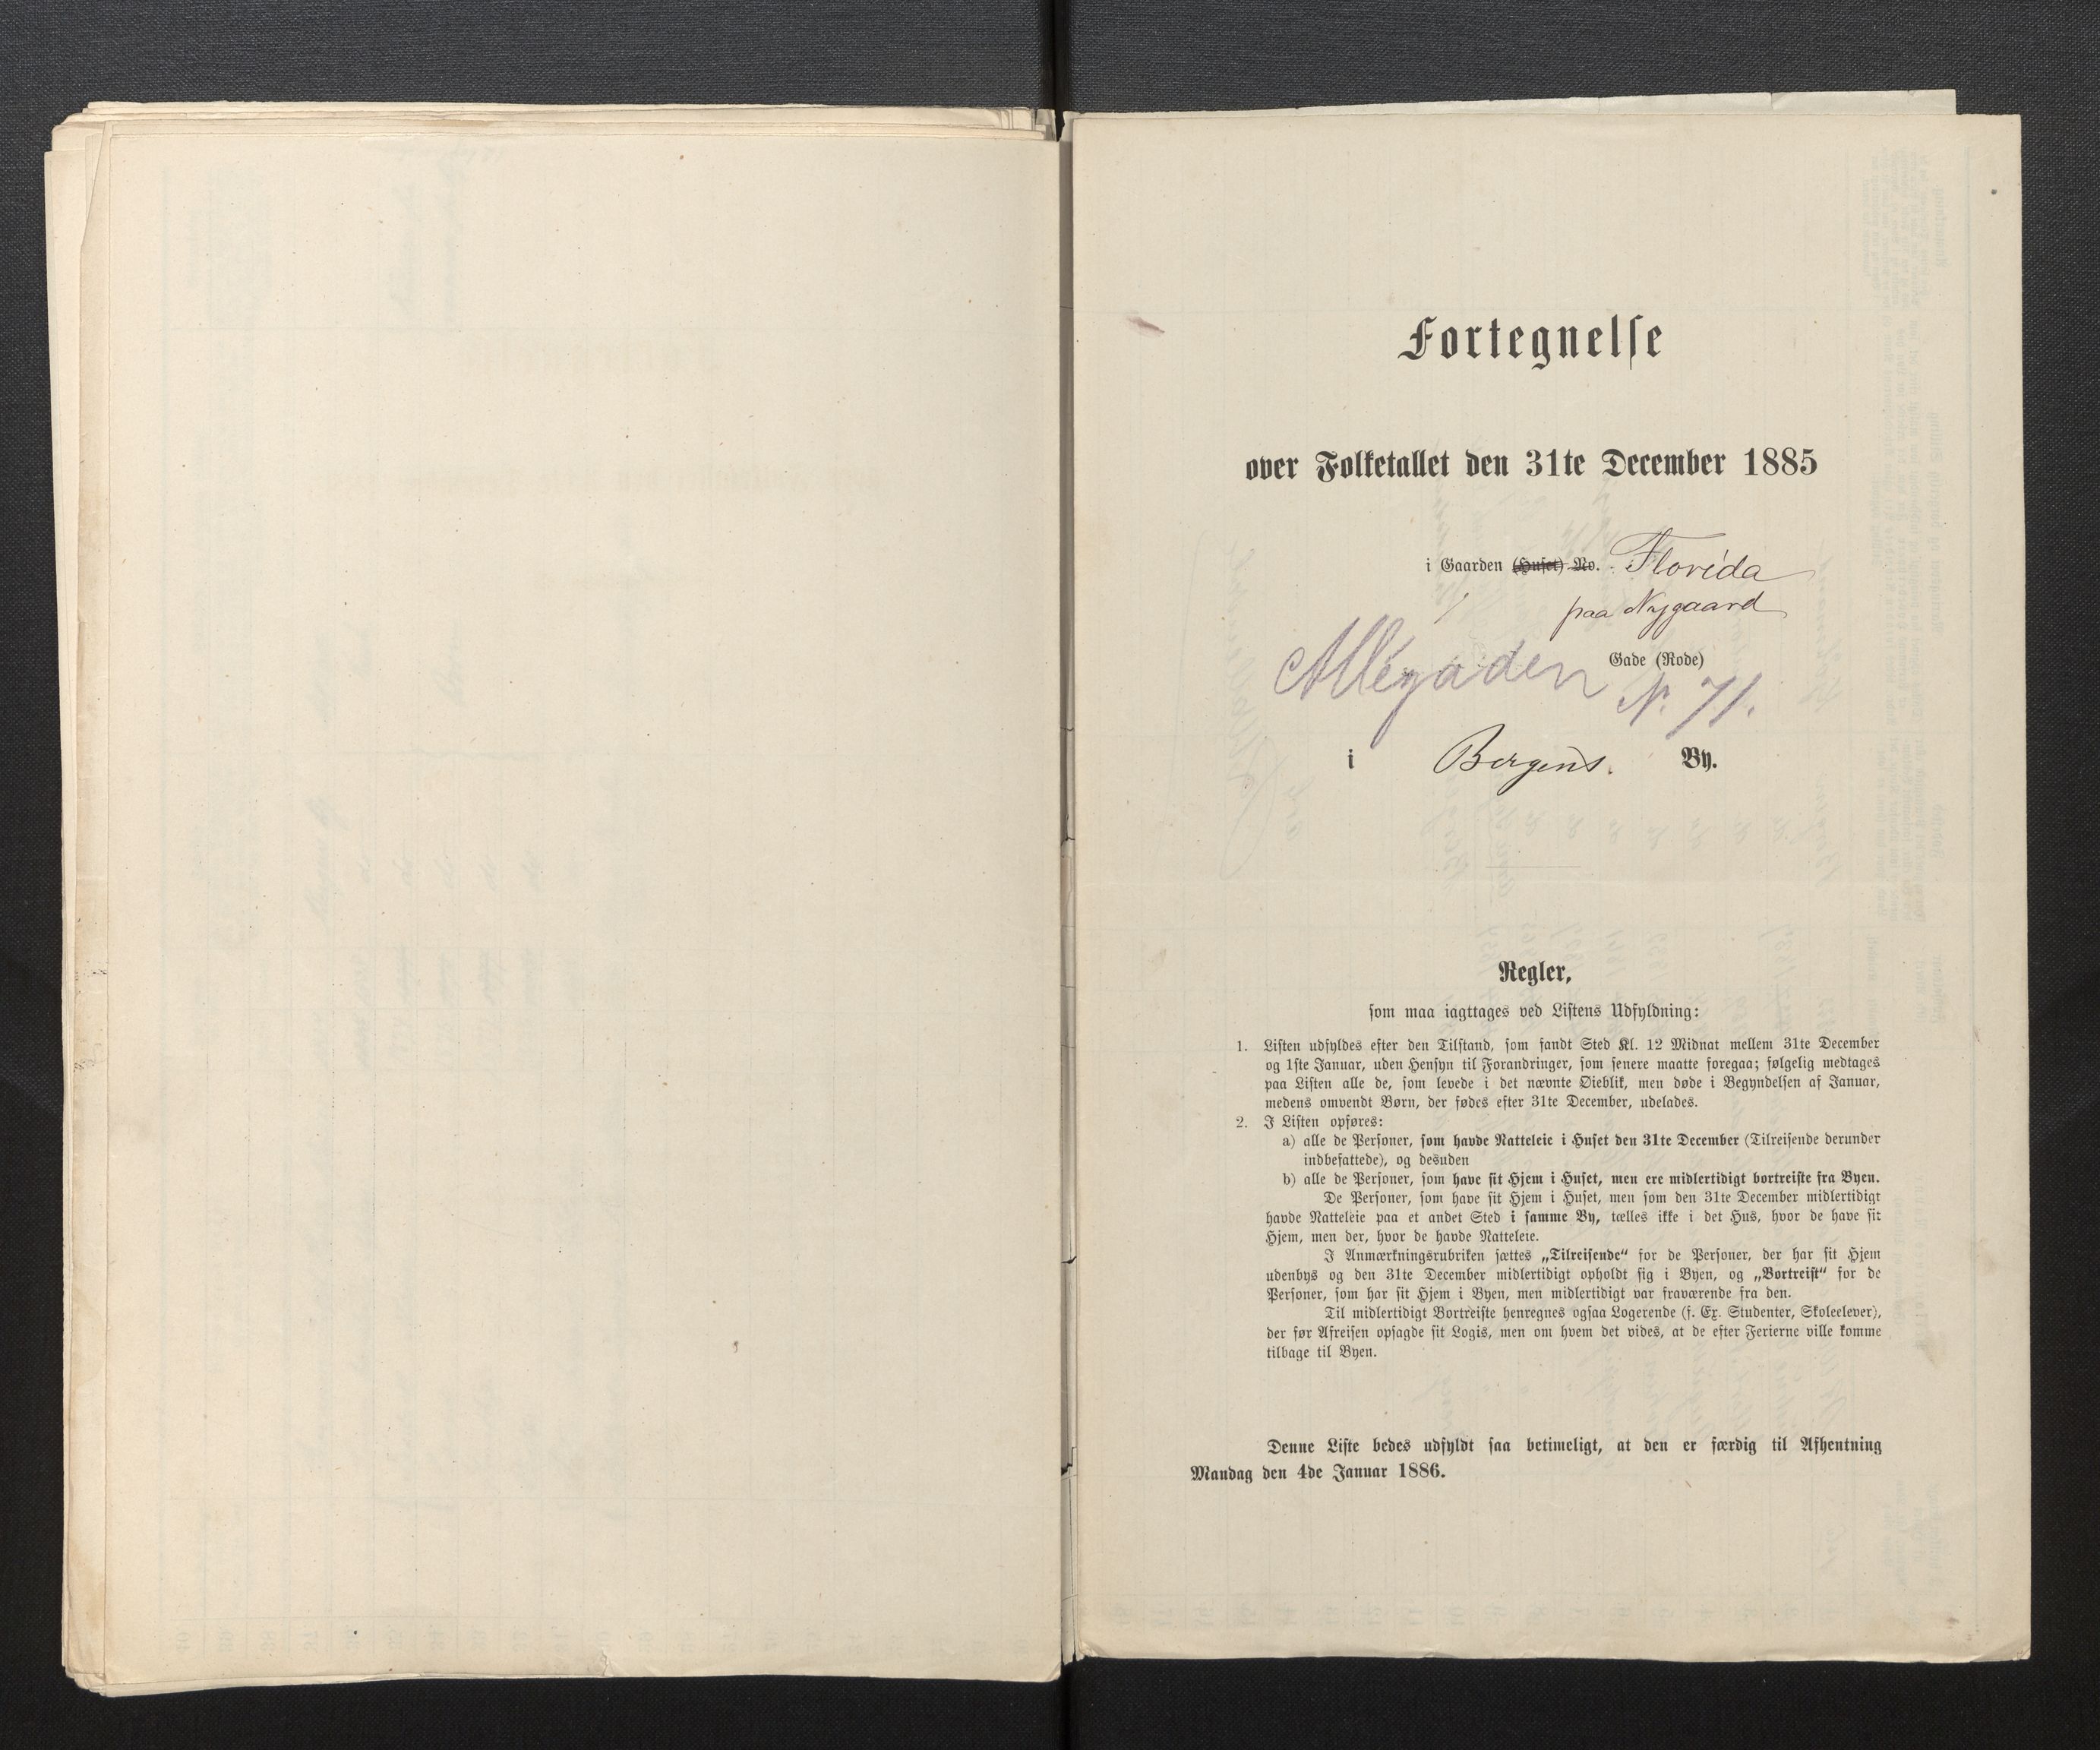 Fortegnelse
over Folketallet den 31te December 1885
i Gaarden (Huset) No. Florida
paa Nygaard
Allégaden Gade (Rode)
N. 71.
i Bergens. By.
Regler,
som maa iagttages ved Listens Udfyldning:
1. Listen udfyldes efter den Tilstand, som fandt Sted Kl. 12 Midnat mellem 31te December
og 1ste Januar, uden Hensyn til Forandringer, som senere maatte foregaa; følgelig medtages
paa Listen alle de, som levede i det nævnte Øieblik, men døde i Begyndelsen af Januar,
medens omvendt Børn, der fødes efter 31te December, udelades.
2. I Listen opføres:
a) alle de Personer, som havde Natteleie i Huset den 31te December (Tilreisende derunder
indbefattede), og desuden
b) alle de Personer, som have sit Hjem i Huset, men ere midlertidigt bortreiste fra Byen.
De Personer, som have sit Hjem i Huset, men som den 31te December midlertidigt
havde Natteleie paa et andet Sted i samme By, tælles ikke i det Hus, hvor de have sit
Hjem, men der, hvor de havde Natteleie.
I Anmærkningsrubriken sættes „Tilreisende“ for de Personer, der har sit Hjem
udenbys og den 31te December midlertidigt opholdt sig i Byen, og „Bortreist“ for de
Personer, som har sit Hjem i Byen, men midlertidigt var fraværende fra den.
Til midlertidigt Bortreiste henregnes ogsaa Logerende (f. Ex. Studenter, Skoleelever),
der før Afreisen opsagde sit Logis, men om hvem det vides, at de efter Ferierne ville komme
tilbage til Byen.
Denne Liste bedes udfyldt saa betimeligt, at den er færdig til Afhentning
Mandag den 4de Januar 1886.